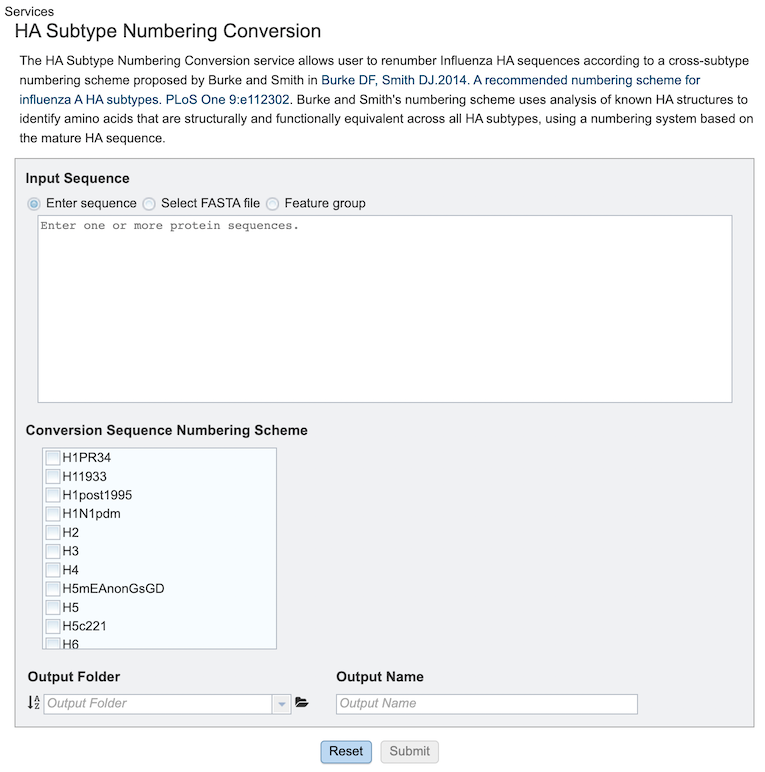 Services
HA Subtype Numbering Conversion
The HA Subtype Numbering Conversion service allows user to renumber Influenza HA sequences according to a cross-subtype
numbering scheme proposed by Burke and Smith in Burke DF, Smith DJ.2014. A recommended numbering scheme for
influenza A HA subtypes. PLoS One 9:e112302. Burke and Smith's numbering scheme uses analysis of known HA structures to
identify amino acids that are structurally and functionally equivalent across all HA subtypes, using a numbering system based on
the mature HA sequence.
Input Sequence
Enter sequence Select FASTA file Feature group
Enter one or more protein sequences.
Conversion Sequence Numbering Scheme
H1PR34
H11933
H1post1995
H1N1pdm
H2
H3
H4
H5mEAnonGsGD
H5
H5c221
H6
Output Folder Output Name
Output Folder Output Name
Reset Submit